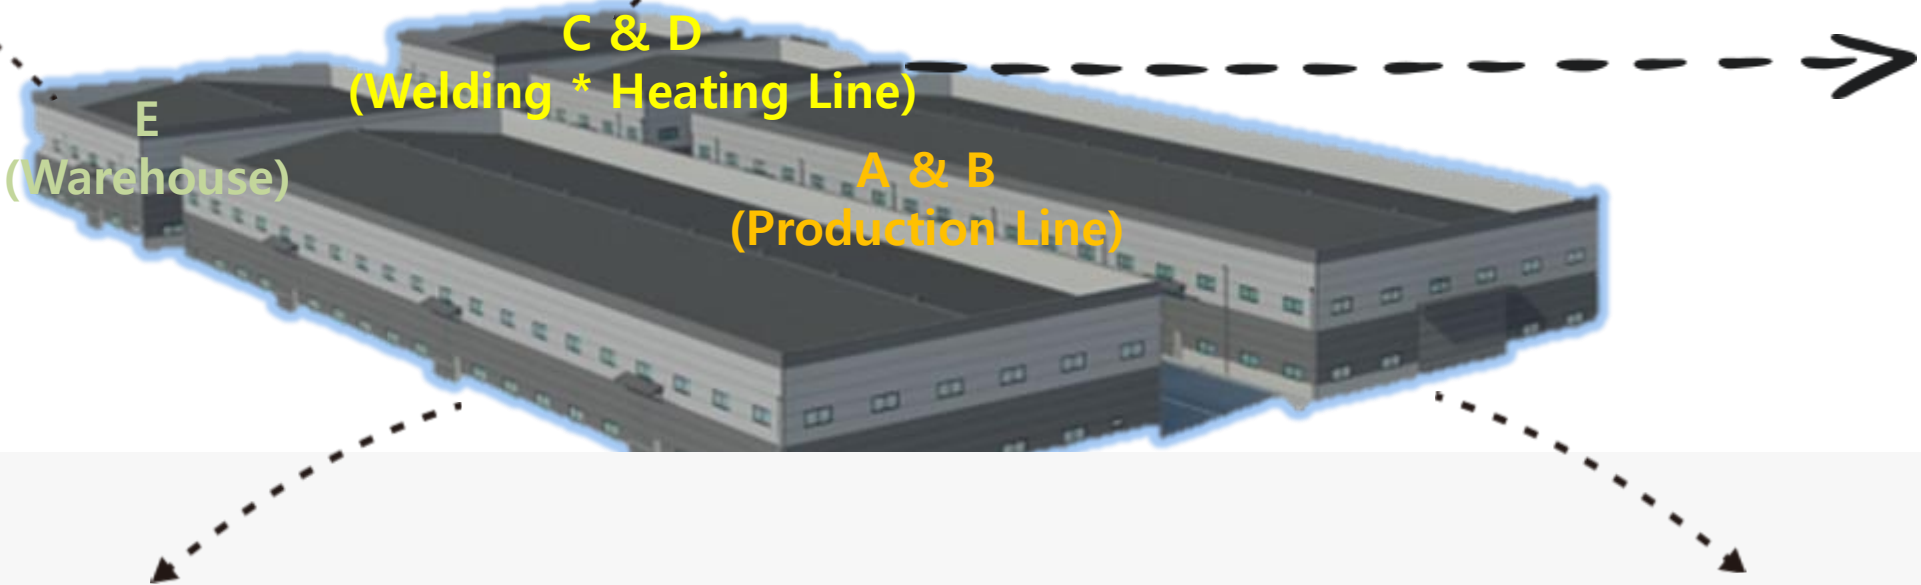 C & D
(Welding * Heating Line)
E
(Warehouse)
A & B
(Production Line)